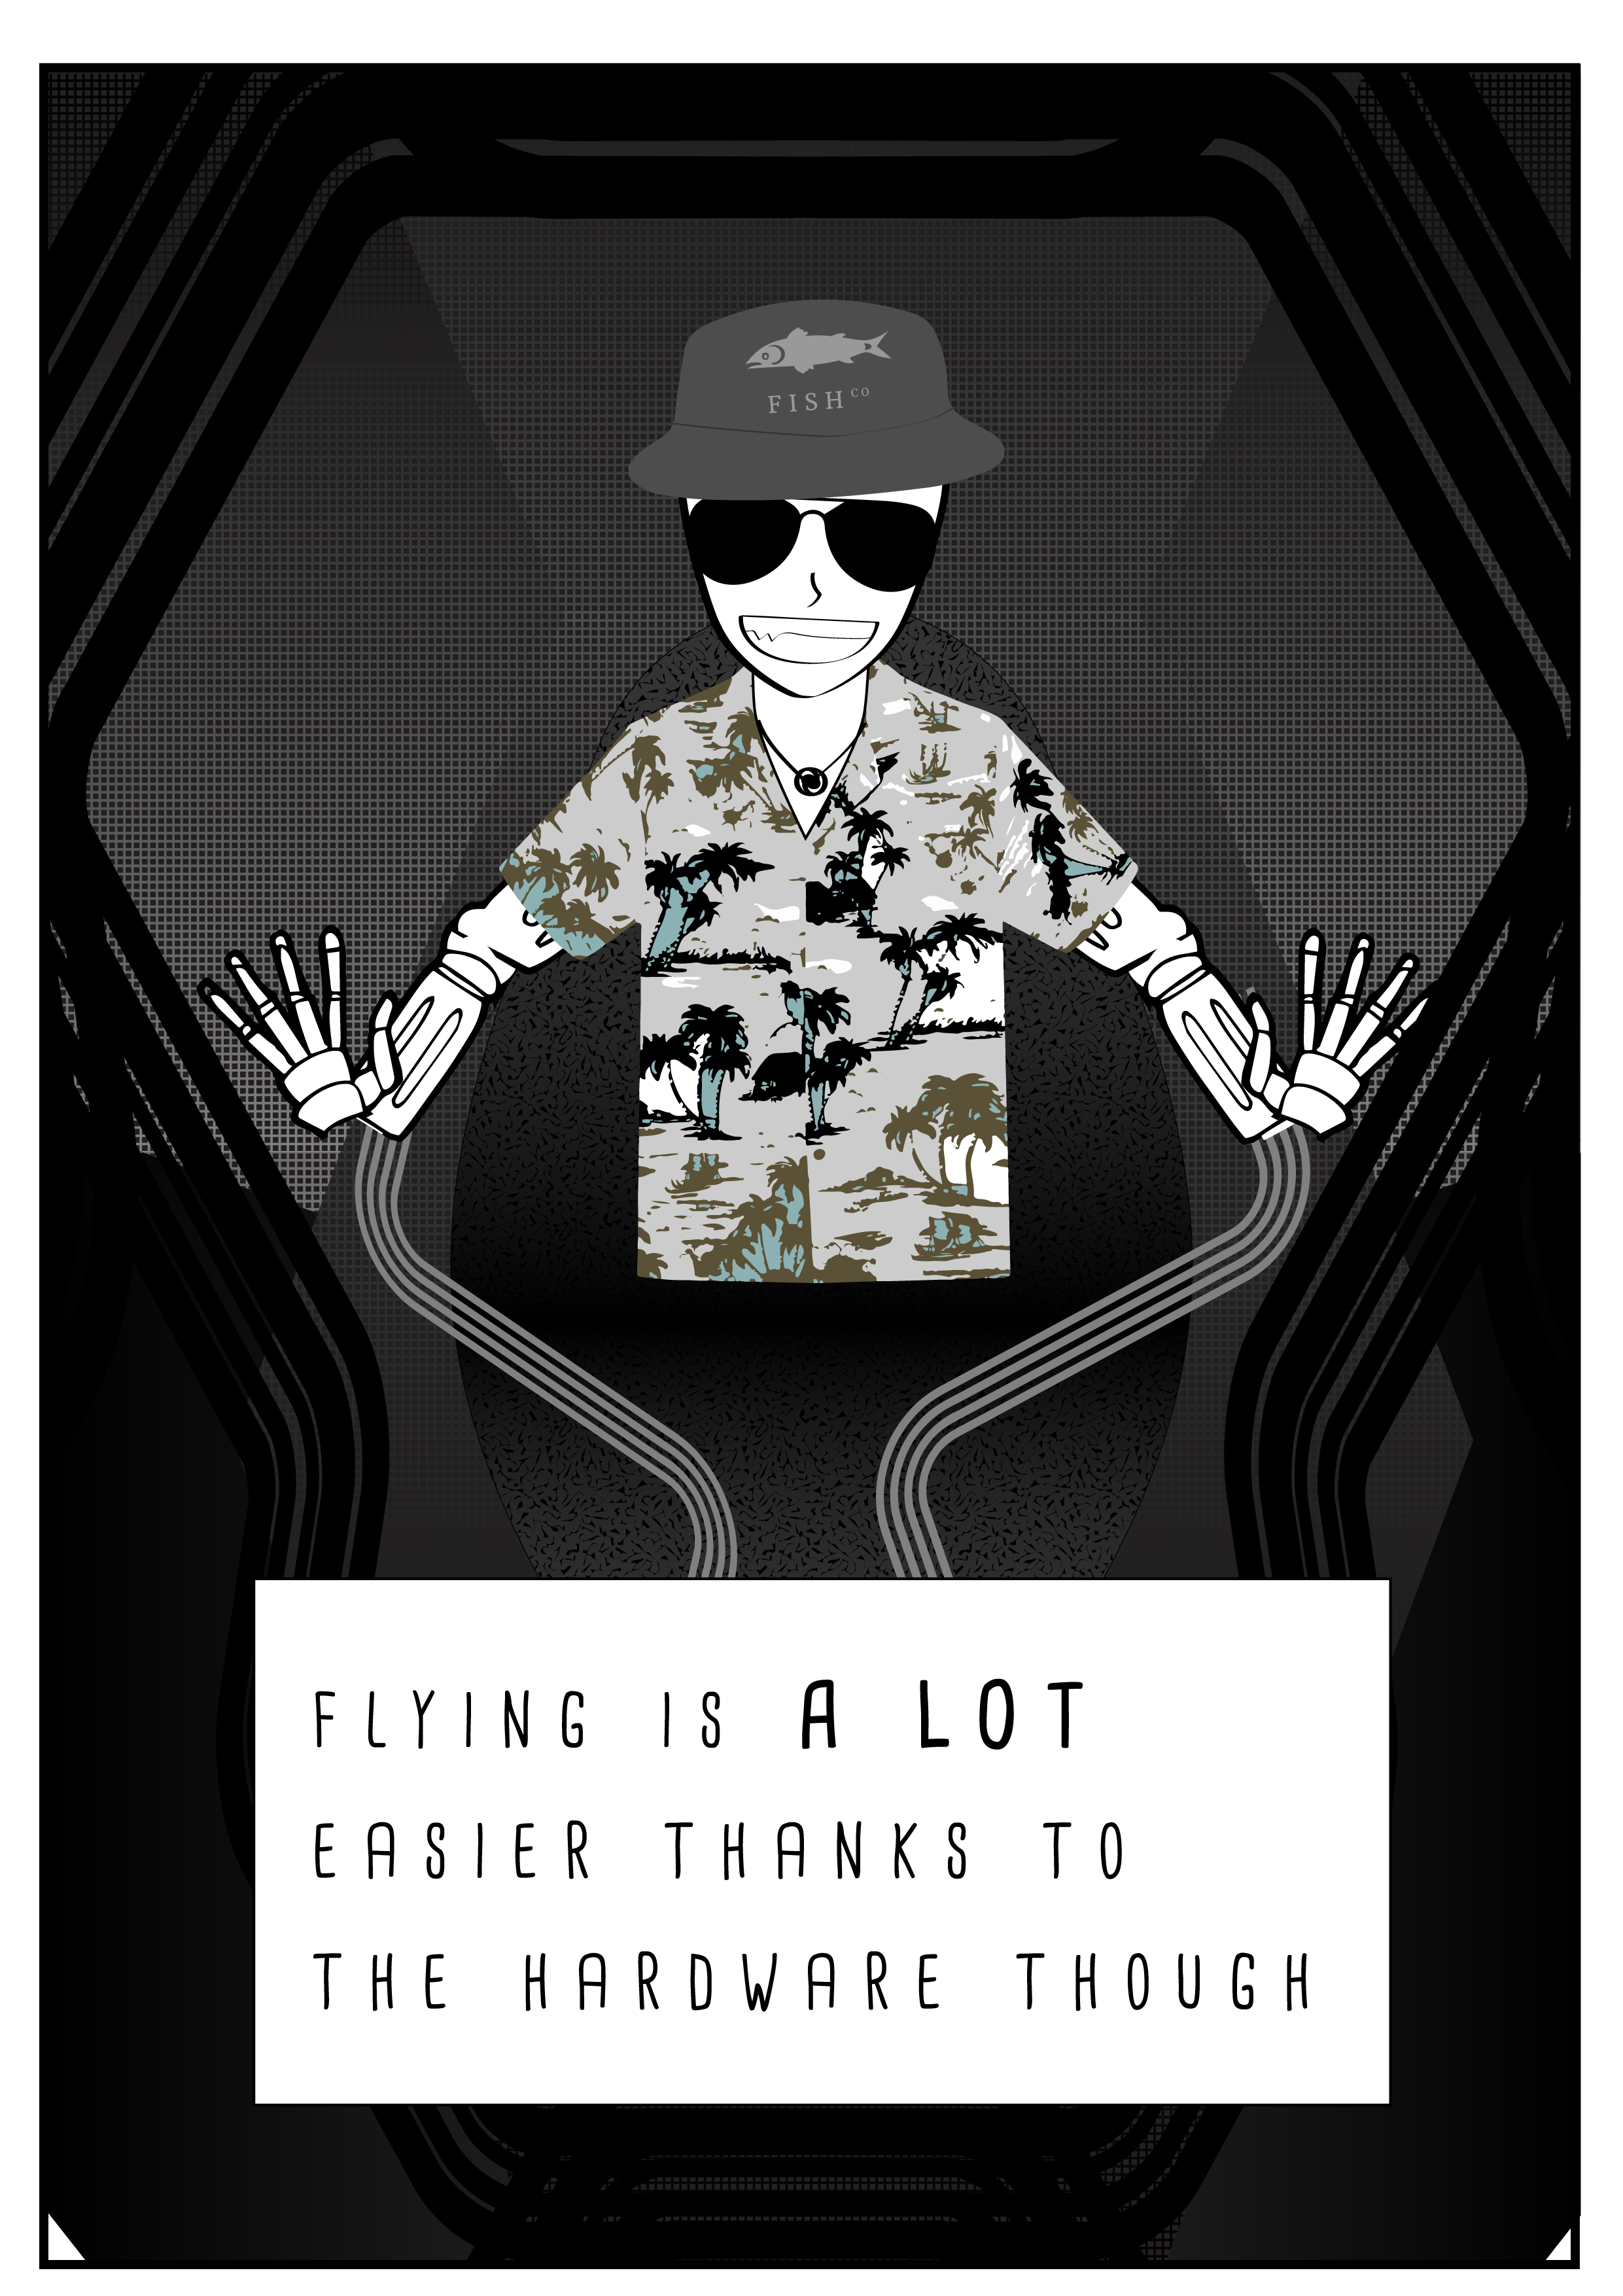 FISH CO
FLYING IS A LOT
EASIER THANKS TO
THE HARDWARE THOUGH